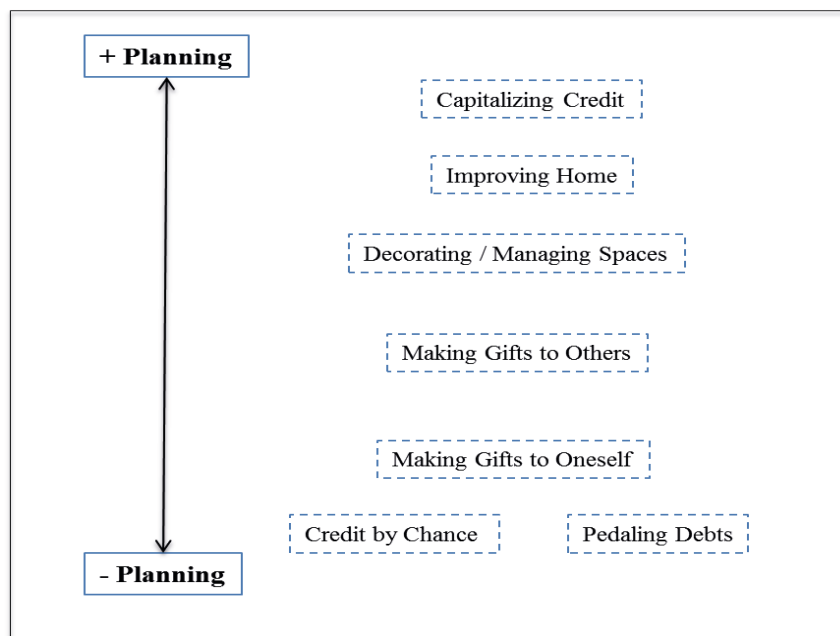 + Planning
Capitalizing Credit
Improving Home
Decorating / Managing Spaces
Making Gifts to Others
Making Gifts to Oneself
Credit by Chance
Pedaling Debts
- Planning